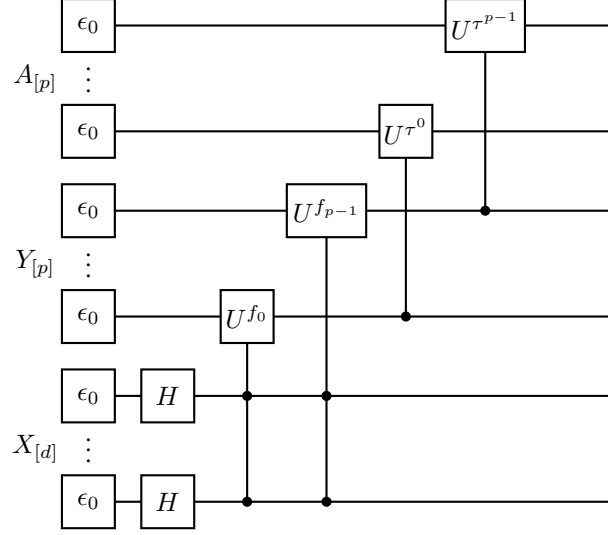 ϵ₀ U^{τ^{p−1}}
A_{[p]} ⋮
ϵ₀ U^{τ^0}
ϵ₀ U^{f_{p−1}}
Y_{[p]} ⋮
ϵ₀ U^{f_0}
ϵ₀ H
X_{[d]} ⋮
ϵ₀ H